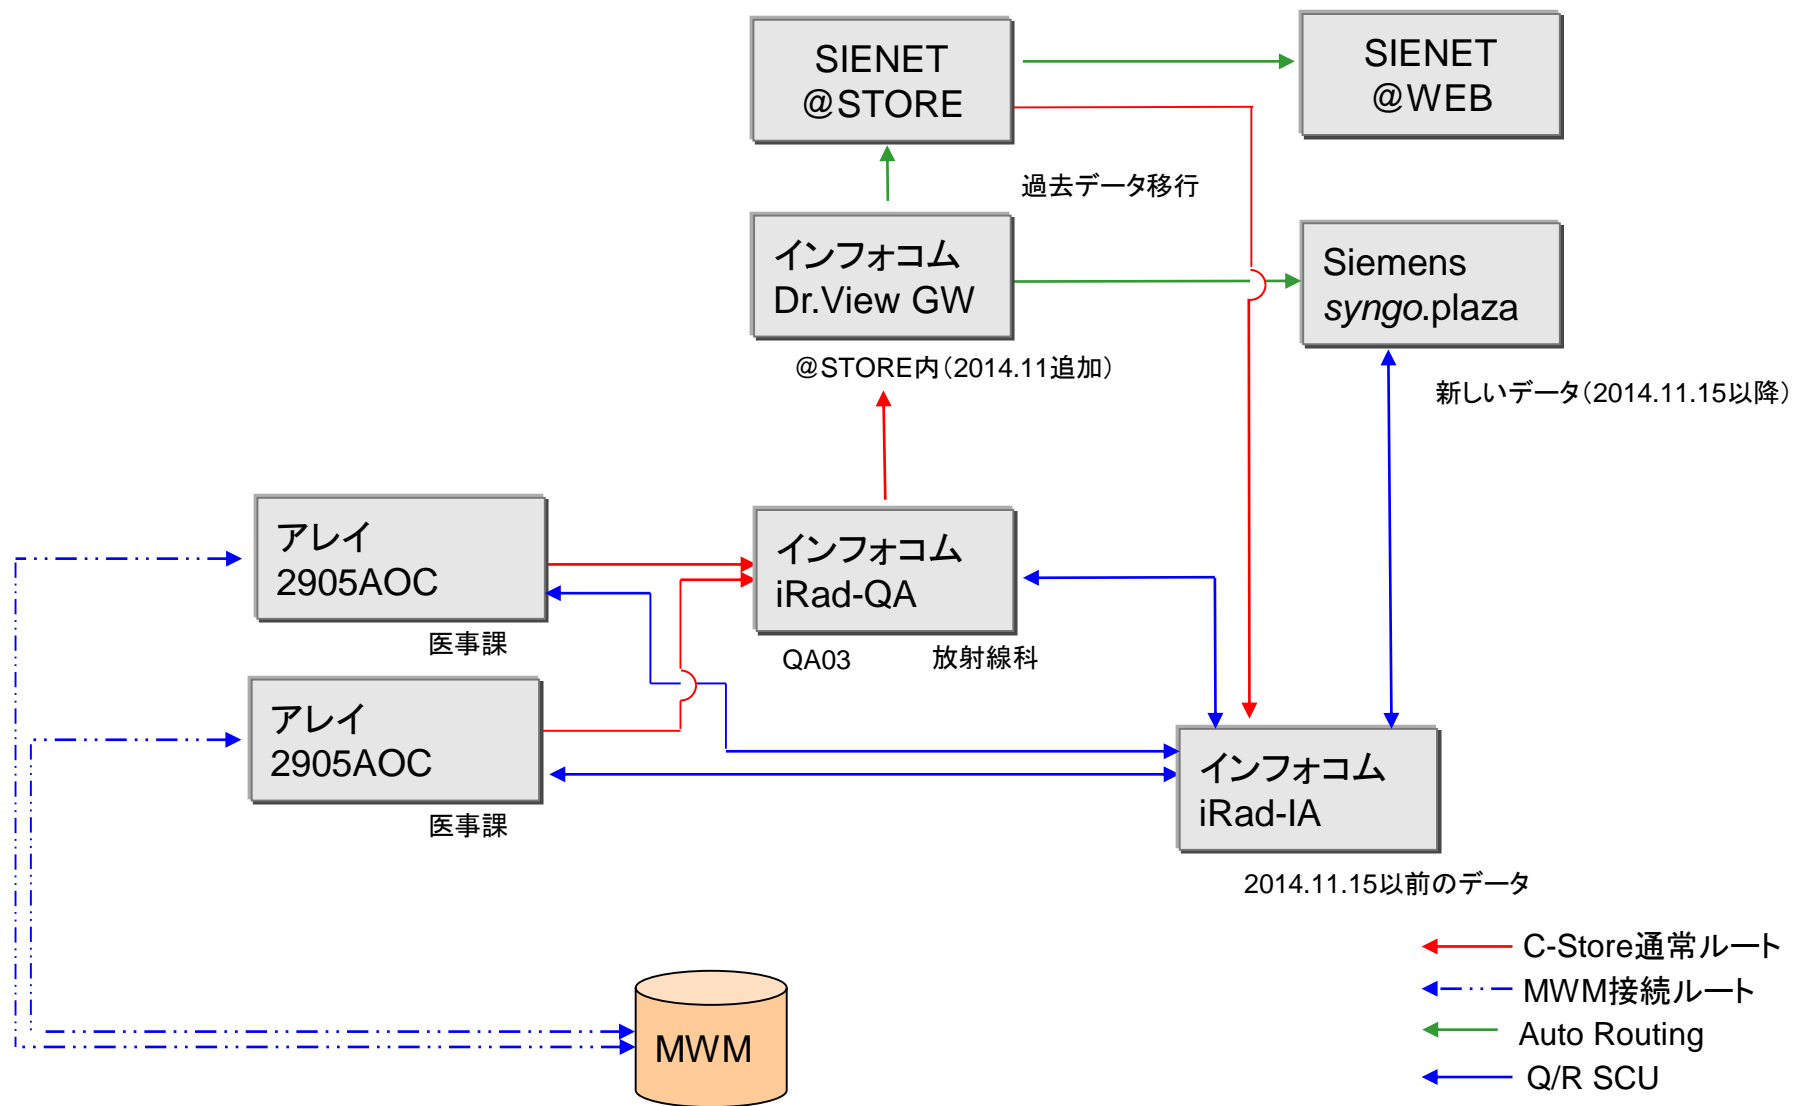 SIENET
@STORE
SIENET
@WEB
過去データ移行
インフォコム
Dr.View GW
Siemens
syngo.plaza
@STORE内(2014.11追加)
新しいデータ(2014.11.15以降)
アレイ
2905AOC
医事課
インフォコム
iRad-QA
QA03
放射線科
アレイ
2905AOC
医事課
インフォコム
iRad-IA
2014.11.15以前のデータ
MWM
C-Store通常ルート
MWM接続ルート
Auto Routing
Q/R SCU